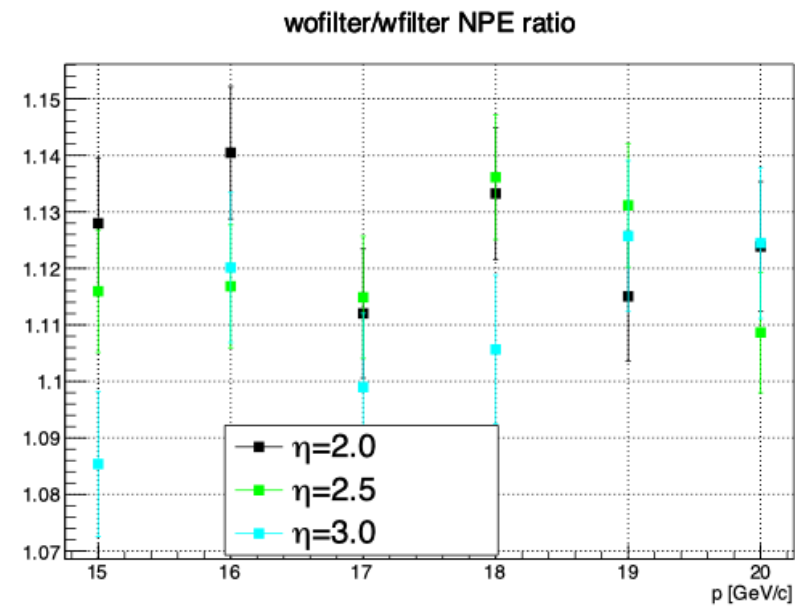 wofilter/wfilter NPE ratio
1.15
1.14
1.13
1.12
1.11
1.1
1.09
1.08
1.07
η=2.0
η=2.5
η=3.0
15 16 17 18 19 20
p [GeV/c]